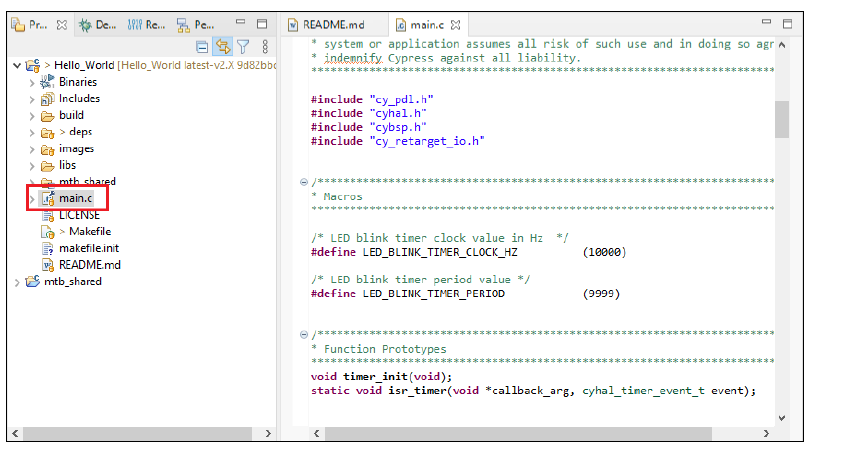 Pr...
De...
Re...
Pe...
> Hello_World [Hello_World latest-v2.X 9d82bbc
Binaries
Includes
build
> deps
images
libs
mtb_shared
main.c
LICENSE
> Makefile
makefile.init
README.md
mtb_shared
README.md
main.c
* system or application assumes all risk of such use and in doing so agr
* indemnify Cypress against all liability.
*******************************************************************************
#include "cy_pdl.h"
#include "cyhal.h"
#include "cybsp.h"
#include "cy_retarget_io.h"
/******************************************************************************
* Macros
*******************************************************************************
/* LED blink timer clock value in Hz  */
#define LED_BLINK_TIMER_CLOCK_HZ          (10000)
/* LED blink timer period value */
#define LED_BLINK_TIMER_PERIOD            (9999)
/******************************************************************************
* Function Prototypes
*******************************************************************************
void timer_init(void);
static void isr_timer(void *callback_arg, cyhal_timer_event_t event);